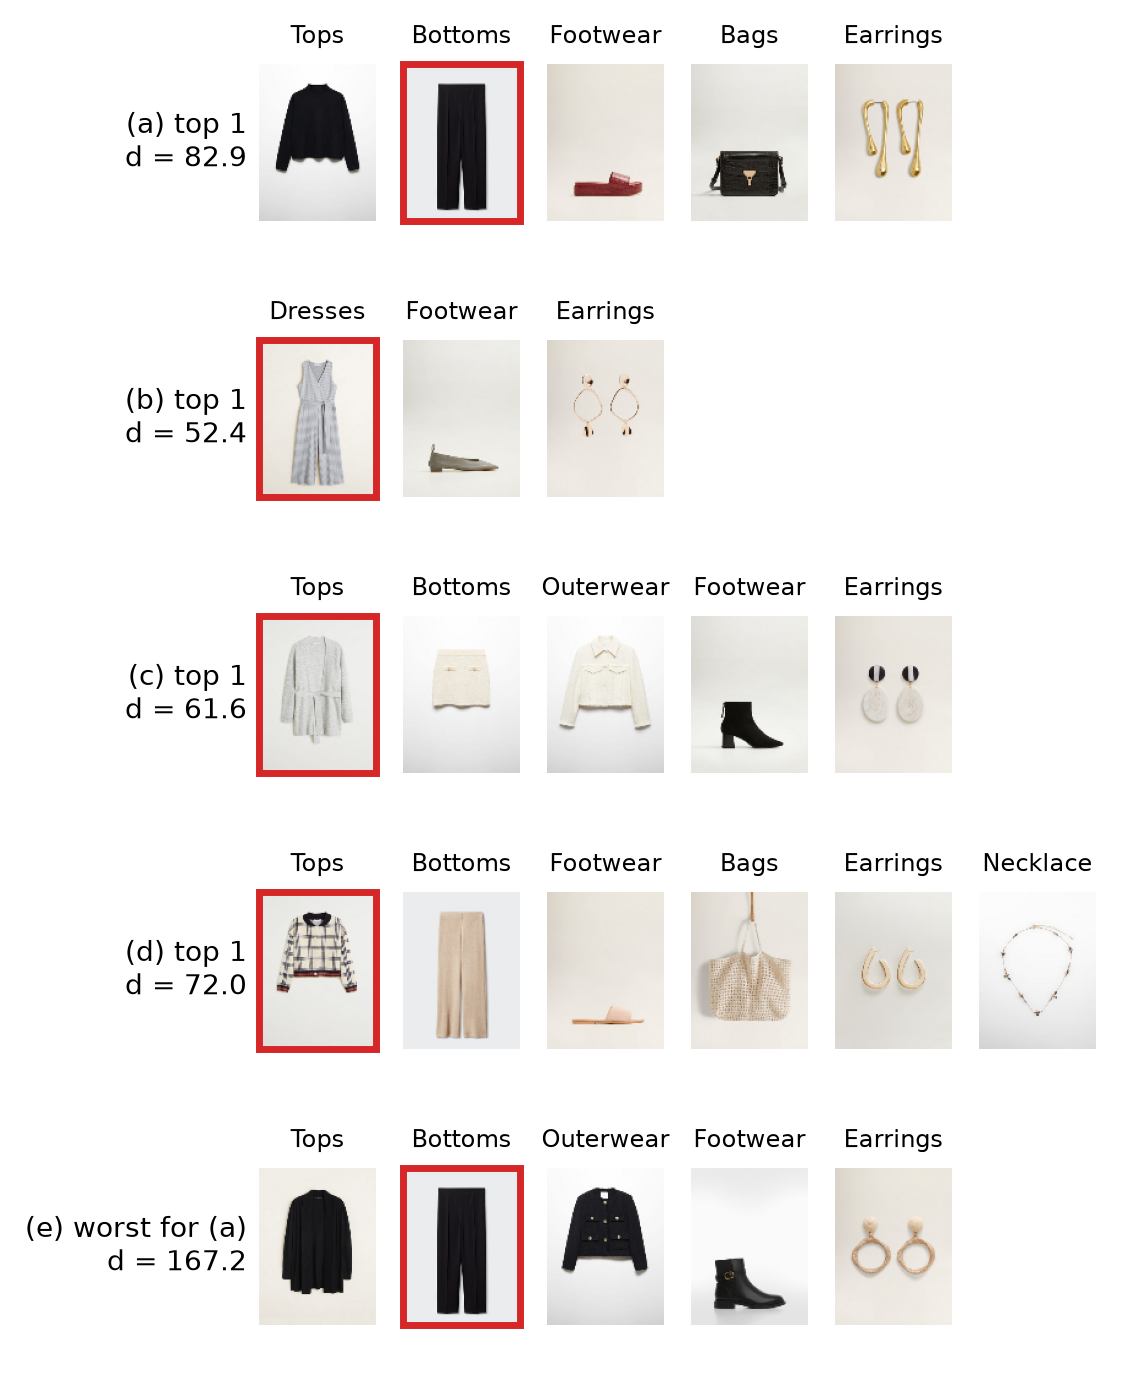 Tops Bottoms Footwear Bags Earrings
(a) top 1
d = 82.9
Dresses Footwear Earrings
(b) top 1
d = 52.4
Tops Bottoms Outerwear Footwear Earrings
(c) top 1
d = 61.6
Tops Bottoms Footwear Bags Earrings Necklace
(d) top 1
d = 72.0
Tops Bottoms Outerwear Footwear Earrings
(e) worst for (a)
d = 167.2